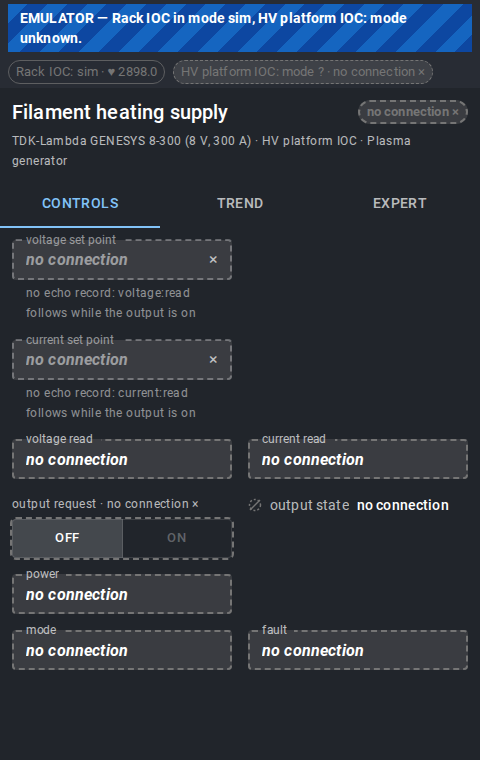 EMULATOR — Rack IOC in mode sim, HV platform IOC: mode
unknown.
Rack IOC: sim · ♥ 2898.0
HV platform IOC: mode ? · no connection ×
Filament heating supply
no connection ×
TDK-Lambda GENESYS 8-300 (8 V, 300 A) · HV platform IOC · Plasma
generator
CONTROLS
TREND
EXPERT
voltage set point
no connection ×
no echo record: voltage:read
follows while the output is on
current set point
no connection ×
no echo record: current:read
follows while the output is on
voltage read
no connection
current read
no connection
output request · no connection ×
OFF
ON
output state no connection
power
no connection
mode
no connection
fault
no connection